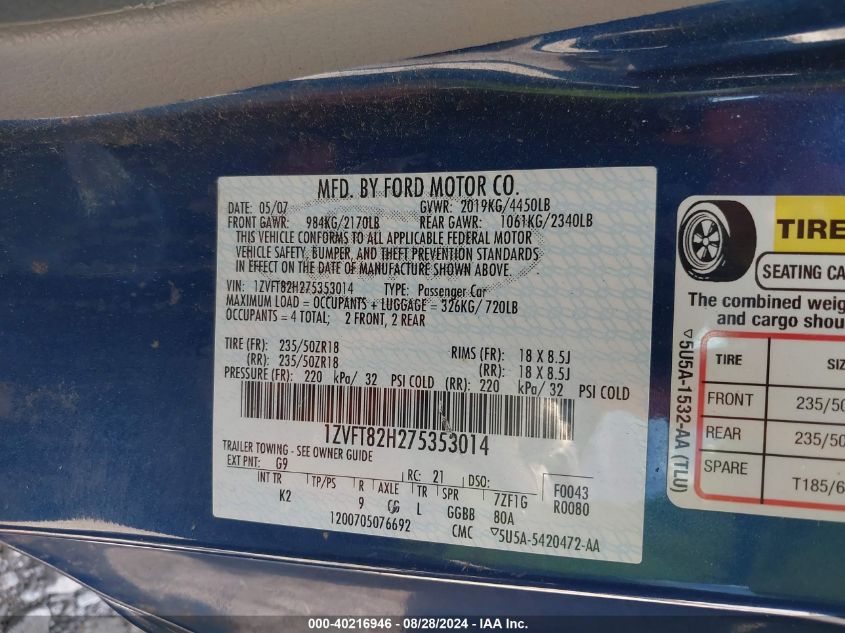 MFD. BY FORD MOTOR CO.
DATE: 05/07 GVWR: 2019KG/4450LB
FRONT GAWR: 984KG/2170LB REAR GAWR: 1061KG/2340LB
THIS VEHICLE CONFORMS TO ALL APPLICABLE FEDERAL MOTOR
VEHICLE SAFETY, BUMPER, AND THEFT PREVENTION STANDARDS
IN EFFECT ON THE DATE OF MANUFACTURE SHOWN ABOVE.
VIN: 1ZVFT82H275353014 TYPE: Passenger Car
MAXIMUM LOAD = OCCUPANTS + LUGGAGE = 326KG/ 720LB
OCCUPANTS = 4 TOTAL; 2 FRONT, 2 REAR
TIRE (FR): 235/50ZR18 RIMS (FR): 18 X 8.5J
(RR): 235/50ZR18 (RR): 18 X 8.5J
PRESSURE (FR): 220 kPa/ 32 PSI COLD (RR): 220 kPa/ 32 PSI COLD
1ZVFT82H275353014
TRAILER TOWING - SEE OWNER GUIDE
EXT PNT: G9 RC: 21 DSO: F0043
INT TR TP/PS R AXLE TR SPR 7ZF1G R0080
K2 9 C6 L GGBB 80A
1200705076692 CMC ▽5U5A-5420472-AA
▽5U5A-1532-AA (TLU)
TIRE
SEATING CA
The combined weig
and cargo shou
TIRE SIZ
FRONT 235/50
REAR 235/50
SPARE T185/6
000-40216946 - 08/28/2024 - IAA Inc.